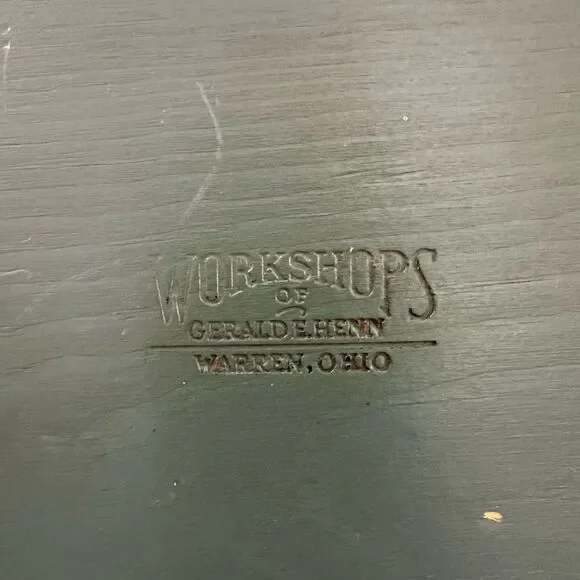 WORKSHOPS
OF
GERALD E. HENN
WARREN, OHIO